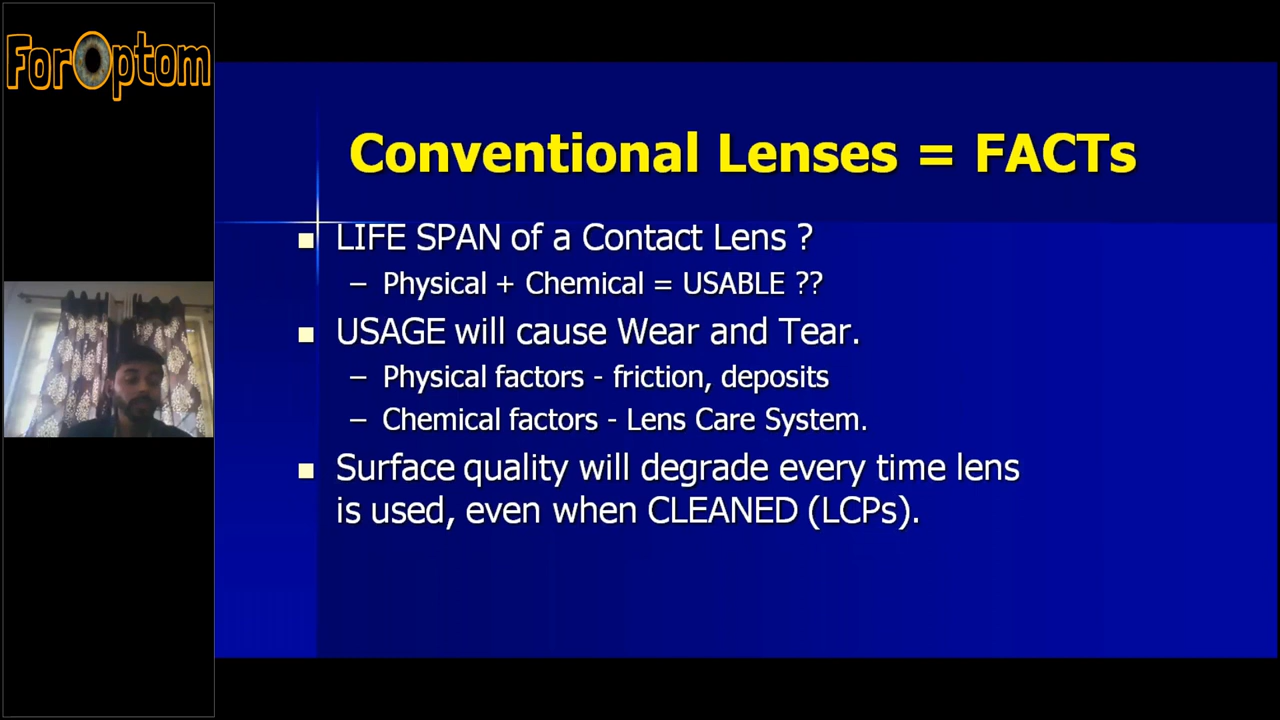 ForOptom
Conventional Lenses = FACTs
■ LIFE SPAN of a Contact Lens ?
– Physical + Chemical = USABLE ??
■ USAGE will cause Wear and Tear.
– Physical factors - friction, deposits
– Chemical factors - Lens Care System.
■ Surface quality will degrade every time lens
is used, even when CLEANED (LCPs).